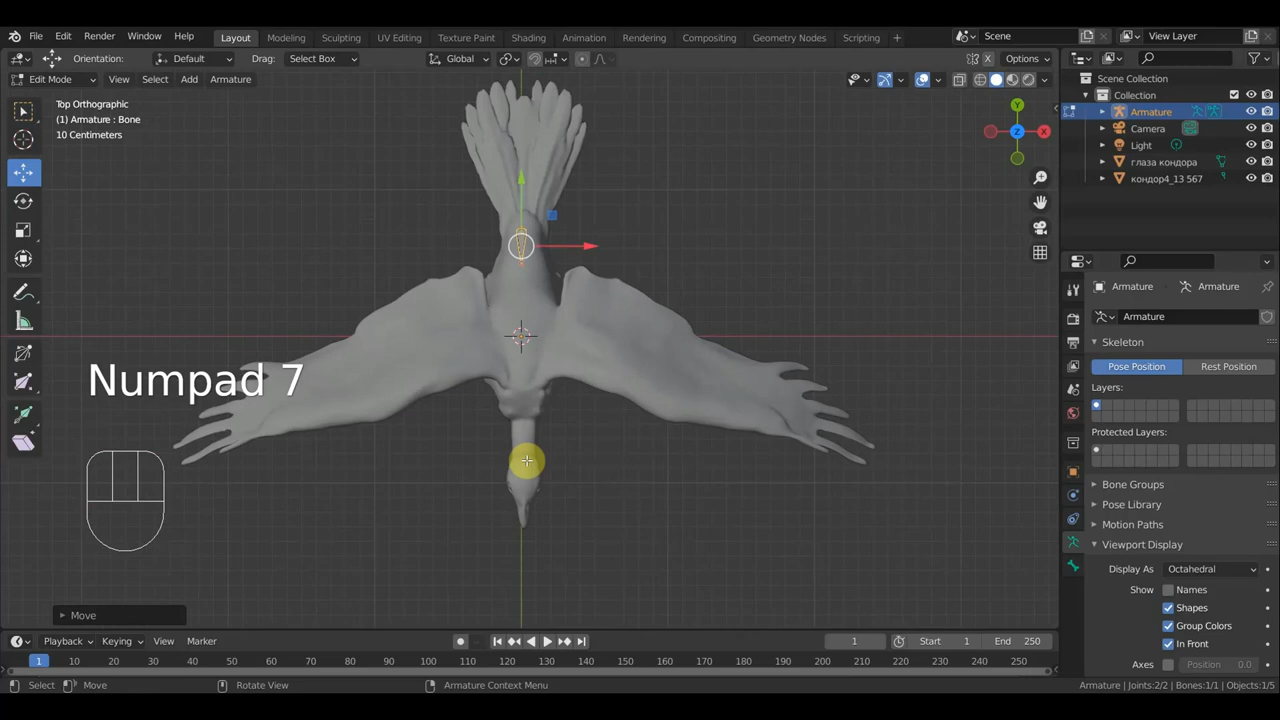 File Edit Render Window Help Layout Modeling Sculpting UV Editing Texture Paint Shading Animation Rendering Compositing Geometry Nodes Scripting + Scene View Layer
Orientation: Default Drag: Select Box Global X Options
Edit Mode View Select Add Armature
Top Orthographic
(1) Armature : Bone
10 Centimeters
Y
Z
X
Numpad 7
Move
Scene Collection
Collection
Armature
Camera
Light
глаза кондора
кондор4_13 567
Armature Armature
Armature
Skeleton
Pose Position Rest Position
Layers:
Protected Layers:
Bone Groups
Pose Library
Motion Paths
Viewport Display
Display As Octahedral
Show Names
Shapes
Group Colors
In Front
Axes Position 0.0
Playback Keying View Marker 1 Start 1 End 250
1 10 20 30 40 50 60 70 80 90 100 110 120 130 140 150 160 170 180 190 200 210 220 230 240 250
Select Move Rotate View Armature Context Menu Armature | Joints:2/2 | Bones:1/1 | Objects:1/5